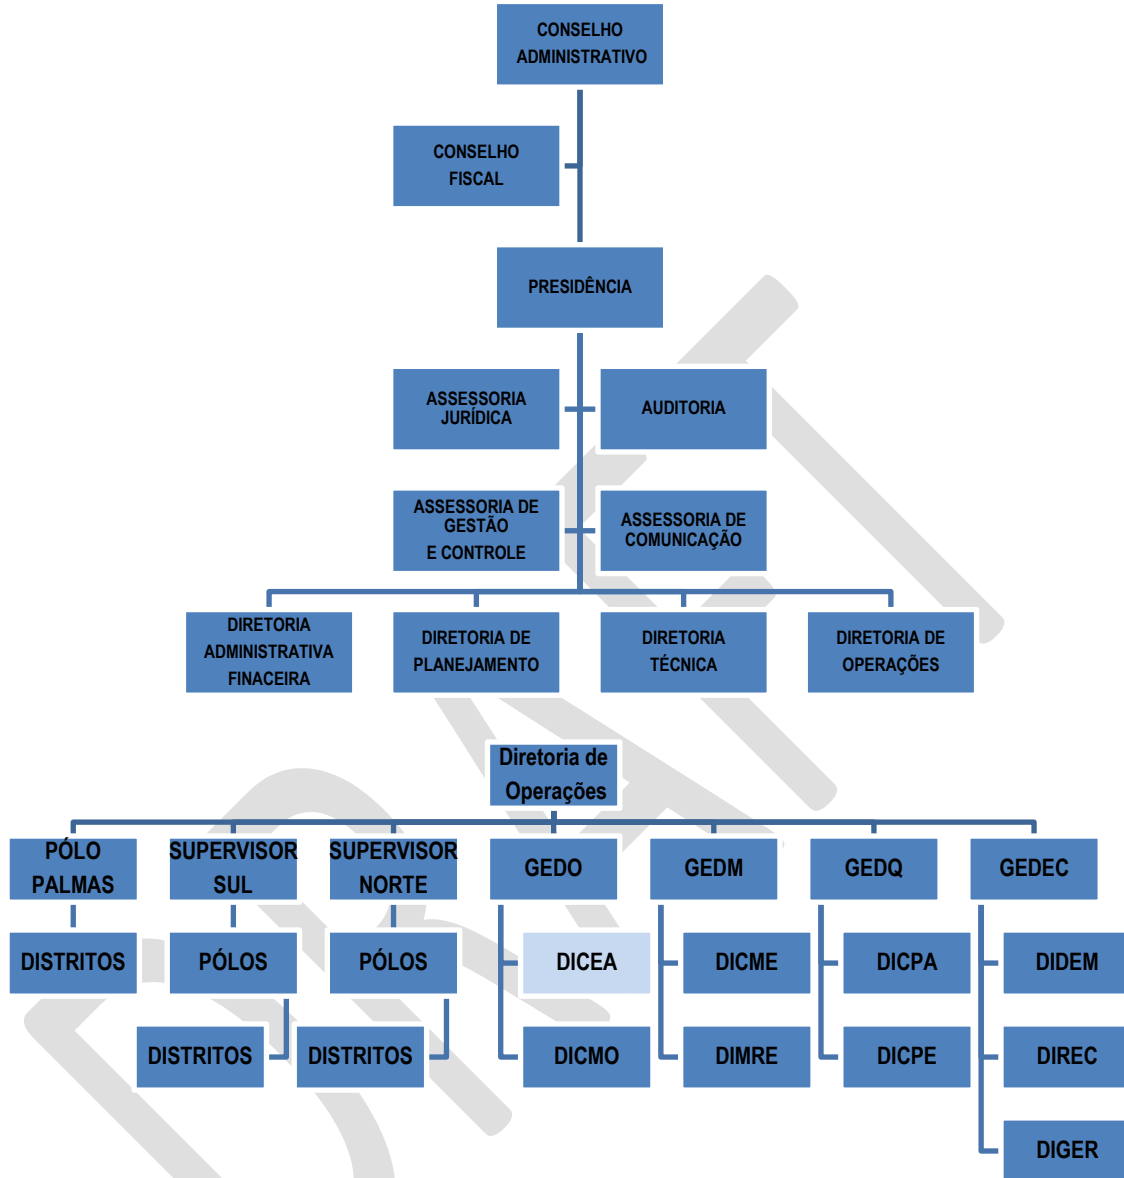 CONSELHO
ADMINISTRATIVO
CONSELHO
FISCAL
PRESIDÊNCIA
ASSESSORIA
JURÍDICA
AUDITORIA
ASSESSORIA DE
GESTÃO
E CONTROLE
ASSESSORIA DE
COMUNICAÇÃO
DIRETORIA
ADMINISTRATIVA
FINACEIRA
DIRETORIA DE
PLANEJAMENTO
DIRETORIA
TÉCNICA
DIRETORIA DE
OPERAÇÕES
Diretoria de
Operações
PÓLO
PALMAS
SUPERVISOR
SUL
SUPERVISOR
NORTE
GEDO
GEDM
GEDQ
GEDEC
DISTRITOS
PÓLOS
PÓLOS
DICEA
DICME
DICPA
DIDEM
DISTRITOS
DISTRITOS
DICMO
DIMRE
DICPE
DIREC
DIGER